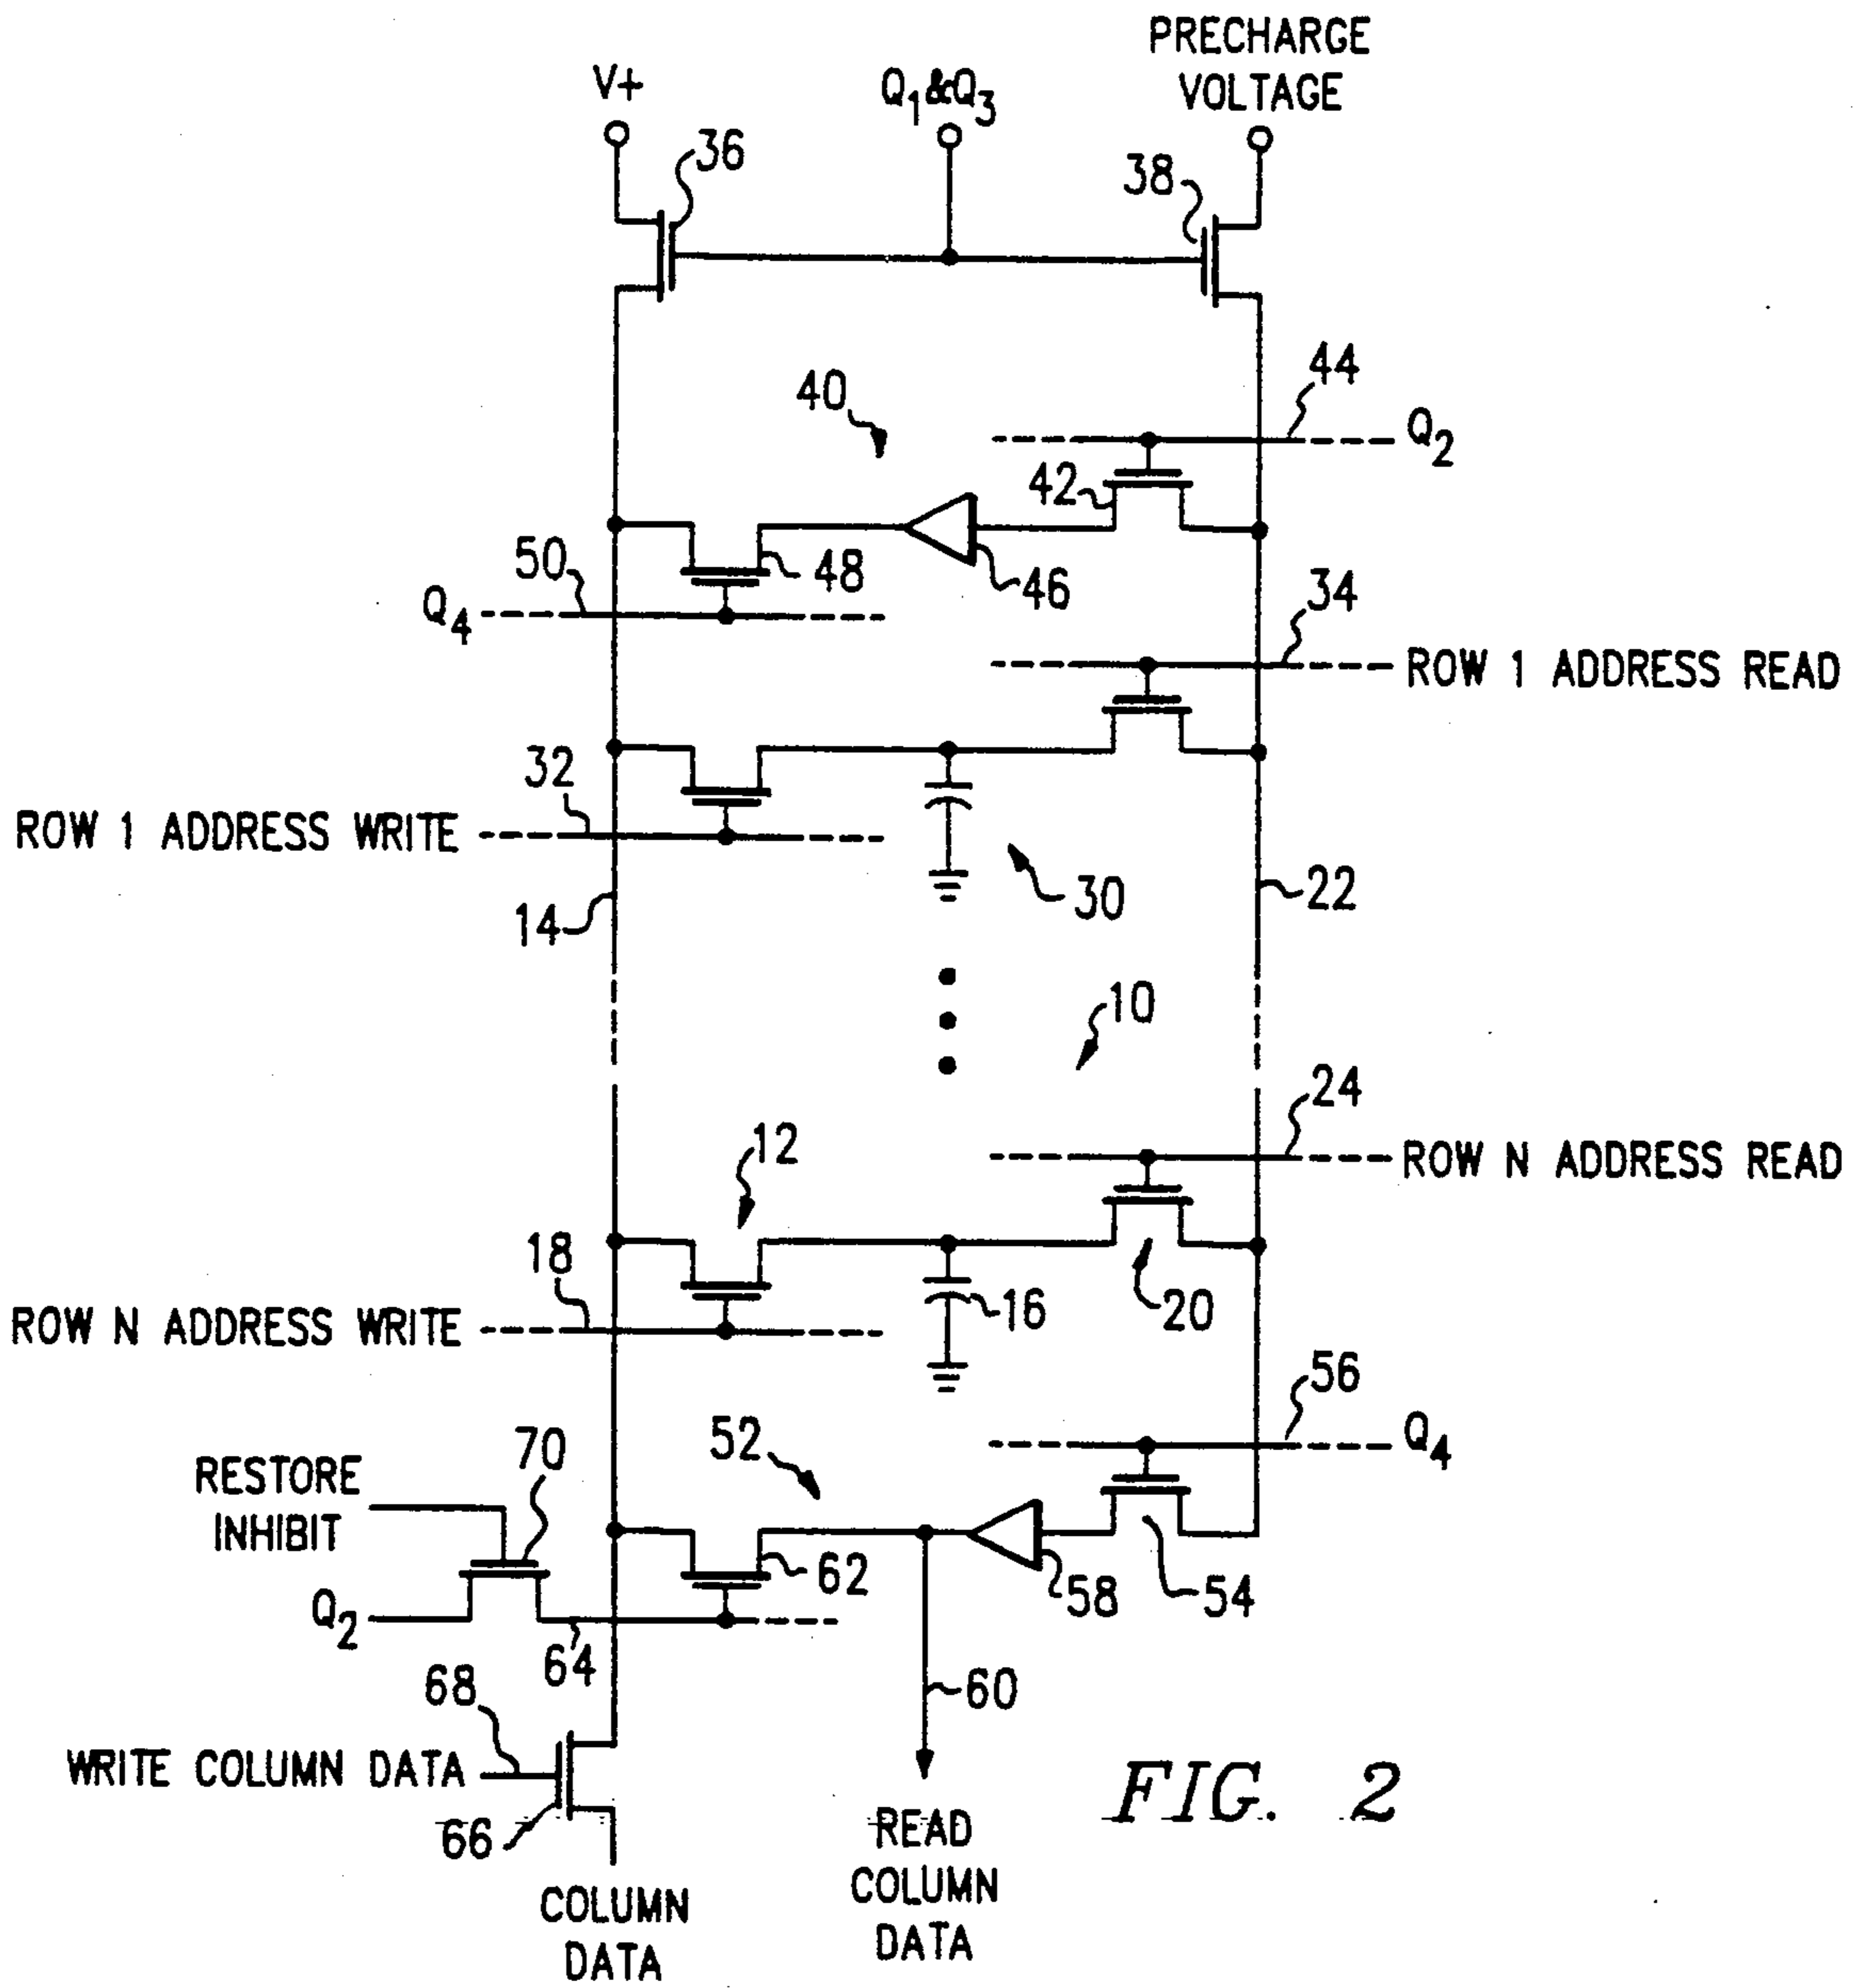 PRECHARGE
VOLTAGE
V+
Q1&Q3
36
38
44
40
Q2
42
50
48
46
34
Q4
ROW 1 ADDRESS READ
32
ROW 1 ADDRESS WRITE
30
22
14
10
24
12
ROW N ADDRESS READ
18
16
20
ROW N ADDRESS WRITE
56
52
Q4
70
RESTORE
INHIBIT
62
58
54
Q2
64
68
60
WRITE COLUMN DATA
FIG. 2
66
READ
COLUMN
DATA
COLUMN
DATA